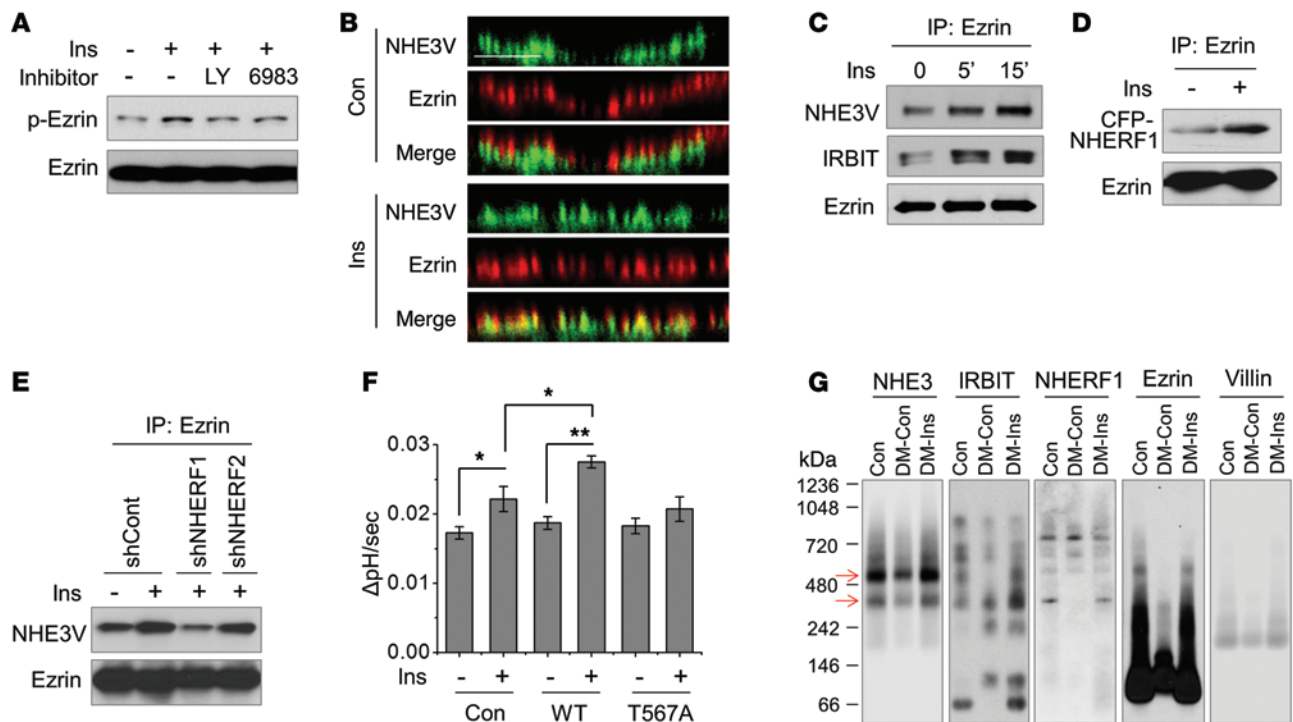 A
Ins - + + +
Inhibitor - - LY 6983
p-Ezrin
Ezrin
B
Con
NHE3V
Ezrin
Merge
Ins
NHE3V
Ezrin
Merge
C
IP: Ezrin
Ins 0 5' 15'
NHE3V
IRBIT
Ezrin
D
IP: Ezrin
Ins - +
CFP-
NHERF1
Ezrin
E
IP: Ezrin
shCont shNHERF1 shNHERF2
Ins - + + +
NHE3V
Ezrin
F
*
* **
0.03
0.02
0.01
0.00
ΔpH/sec
Ins - + - + - +
Con WT T567A
G
NHE3 IRBIT NHERF1 Ezrin Villin
Con DM-Con DM-Ins Con DM-Con DM-Ins Con DM-Con DM-Ins Con DM-Con DM-Ins Con DM-Con DM-Ins
kDa
1236
1048
720
480
242
146
66